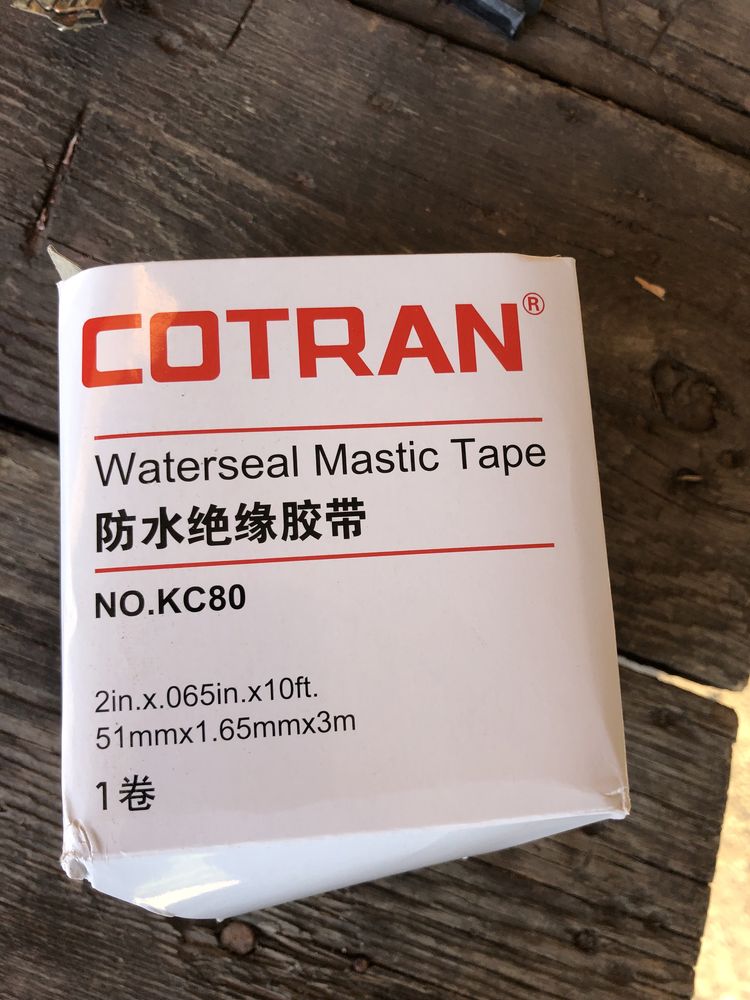 COTRAN®
Waterseal Mastic Tape
防水绝缘胶带
NO.KC80
2in.x.065in.x10ft.
51mmx1.65mmx3m
1卷